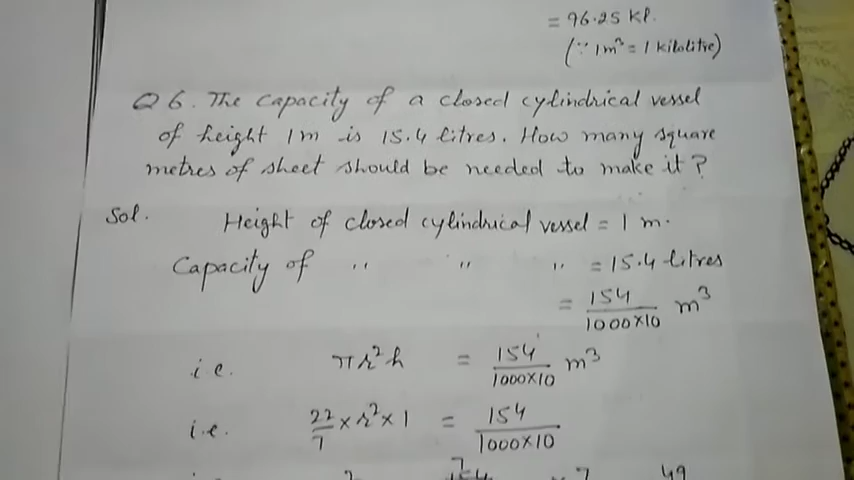 = 96.25 kl.
(∵ 1m³ = 1 kilolitre)
Q 6. The capacity of a closed cylindrical vessel
of height 1m is 15.4 litres. How many square
metres of sheet should be needed to make it?
Sol. Height of closed cylindrical vessel = 1 m.
Capacity of " " " = 15.4 litres
= 154/1000×10 m³
i.e. πr²h = 154/1000×10 m³
i.e. 22/7 × r² × 1 = 154/1000×10